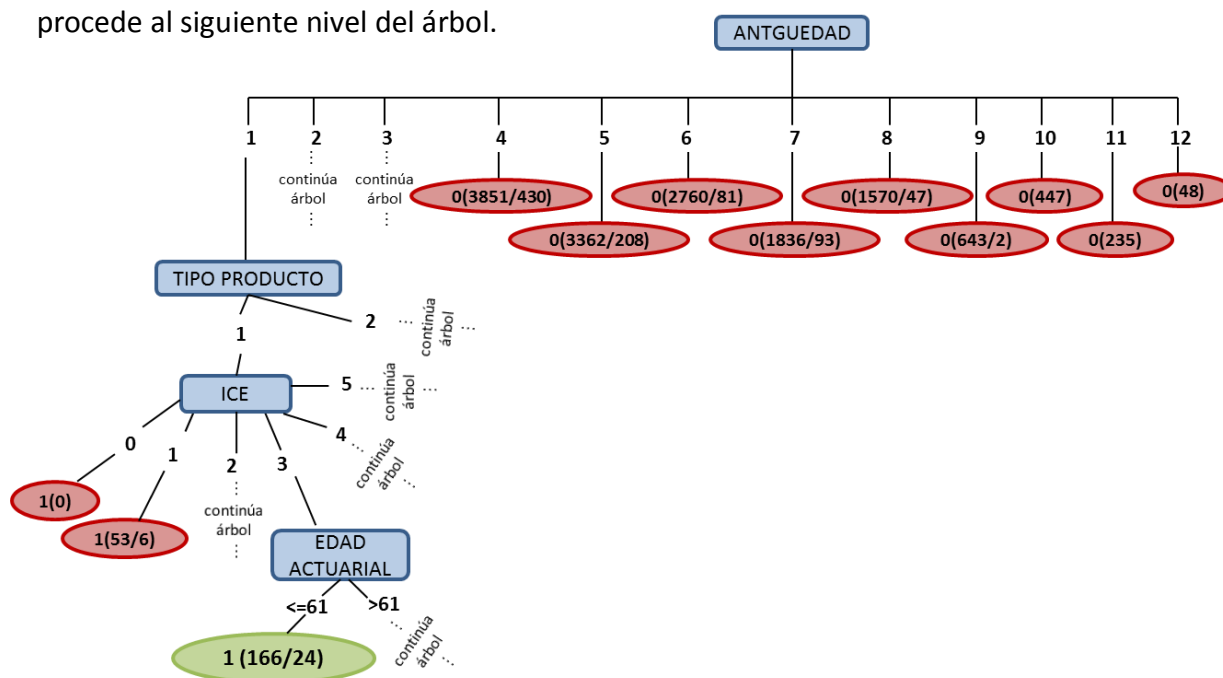 procede al siguiente nivel del árbol.
ANTGUEDAD
1 2 3 4 5 6 7 8 9 10 11 12
...
continúa
árbol
...
...
continúa
árbol
...
0(3851/430)
0(2760/81)
0(1570/47)
0(447)
0(48)
0(3362/208)
0(1836/93)
0(643/2)
0(235)
TIPO PRODUCTO
1
2
... continúa
árbol ...
ICE
5
... continúa
árbol ...
4
... continúa
árbol ...
0
1
2
3
1(0)
1(53/6)
...
continúa
árbol
...
EDAD
ACTUARIAL
<=61
>61
... continúa
árbol ...
1 (166/24)